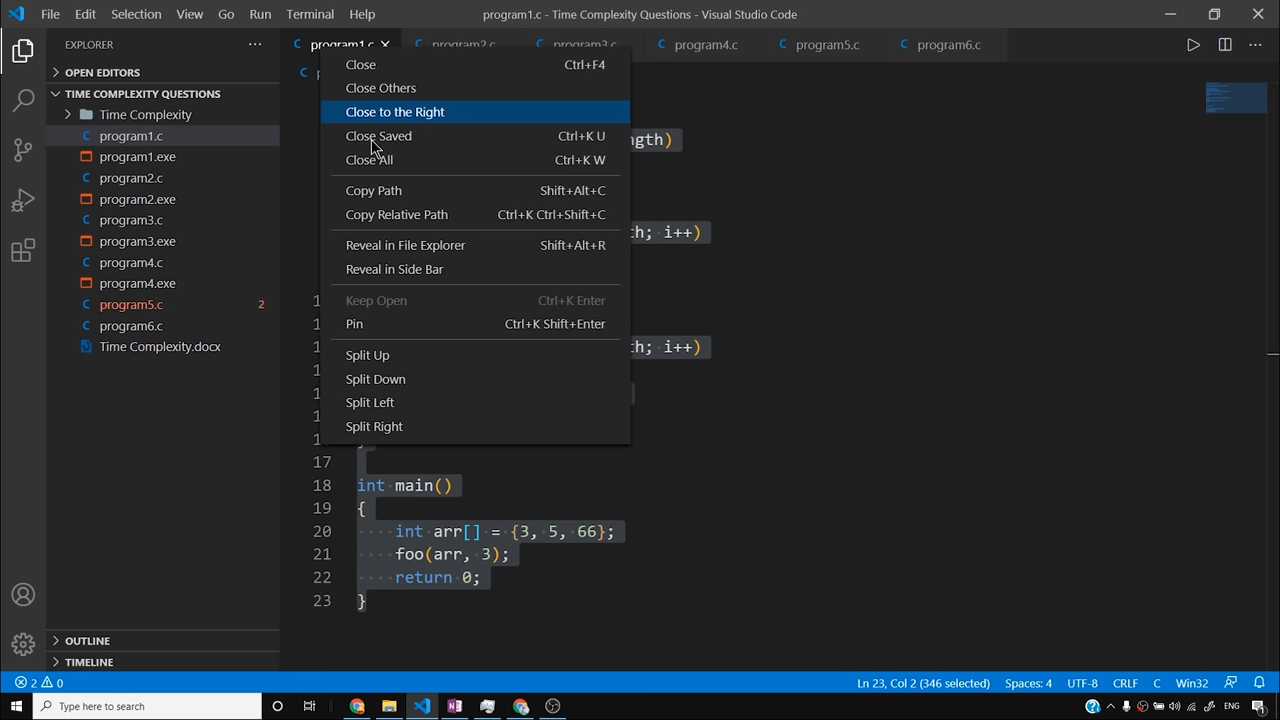 File Edit Selection View Go Run Terminal Help program1.c - Time Complexity Questions - Visual Studio Code
EXPLORER
program1.c program2.c program3.c program4.c program5.c program6.c
OPEN EDITORS
TIME COMPLEXITY QUESTIONS
Time Complexity
program1.c
program1.exe
program2.c
program2.exe
program3.c
program3.exe
program4.c
program4.exe
program5.c 2
program6.c
Time Complexity.docx
OUTLINE
TIMELINE
Close Ctrl+F4
Close Others
Close to the Right
Close Saved Ctrl+K U
Close All Ctrl+K W
Copy Path Shift+Alt+C
Copy Relative Path Ctrl+K Ctrl+Shift+C
Reveal in File Explorer Shift+Alt+R
Reveal in Side Bar
Keep Open Ctrl+K Enter
Pin Ctrl+K Shift+Enter
Split Up
Split Down
Split Left
Split Right
ngth)
th; i++)
th; i++)
17
18 int main()
19 {
20 int arr[] = {3, 5, 66};
21 foo(arr, 3);
22 return 0;
23 }
2 0 Ln 23, Col 2 (346 selected) Spaces: 4 UTF-8 CRLF C Win32
Type here to search ENG